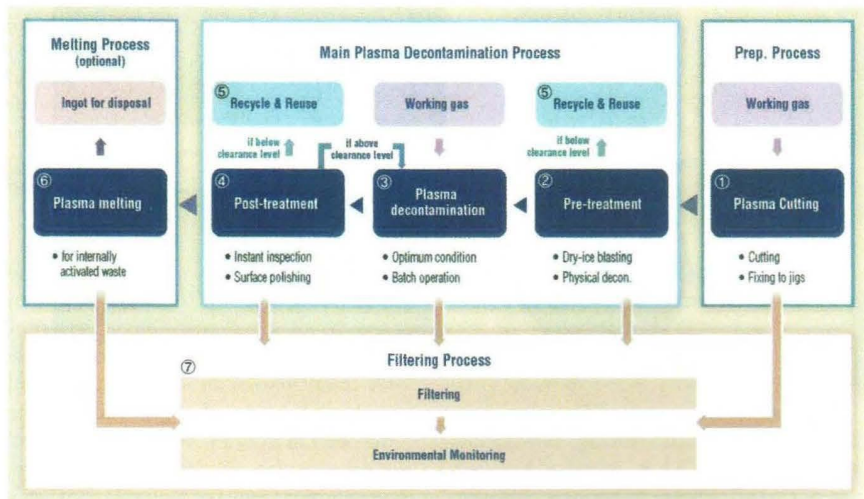 Melting Process
(optional)
Ingot for disposal
⑥
Plasma melting
• for internally
activated waste
Main Plasma Decontamination Process
⑤
Recycle & Reuse
if below
clearance level
if above
clearance level
④
Post-treatment
• Instant inspection
• Surface polishing
Working gas
③
Plasma
decontamination
• Optimum condition
• Batch operation
⑤
Recycle & Reuse
if below
clearance level
②
Pre-treatment
• Dry-ice blasting
• Physical decon.
Prep. Process
Working gas
①
Plasma Cutting
• Cutting
• Fixing to jigs
⑦
Filtering Process
Filtering
Environmental Monitoring